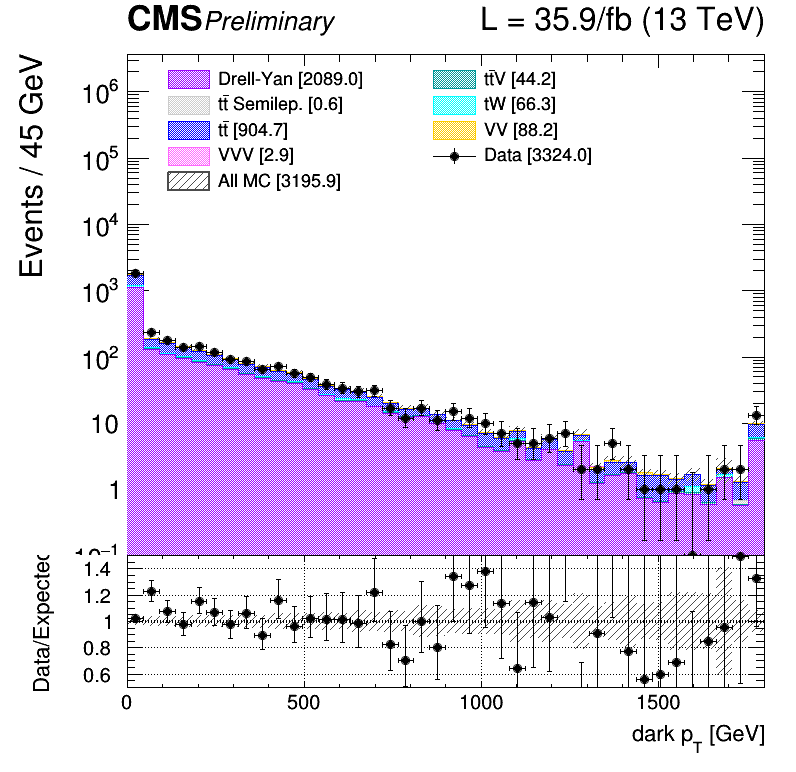 CMS Preliminary L = 35.9/fb (13 TeV)
Events / 45 GeV
Drell-Yan [2089.0]
tt̄ Semilep. [0.6]
tt̄ [904.7]
VVV [2.9]
All MC [3195.9]
tt̄V [44.2]
tW [66.3]
VV [88.2]
Data [3324.0]
10⁶
10⁵
10⁴
10³
10²
10
1
10⁻¹
Data/Expected
1.4
1.2
1
0.8
0.6
0 500 1000 1500
dark p_T [GeV]